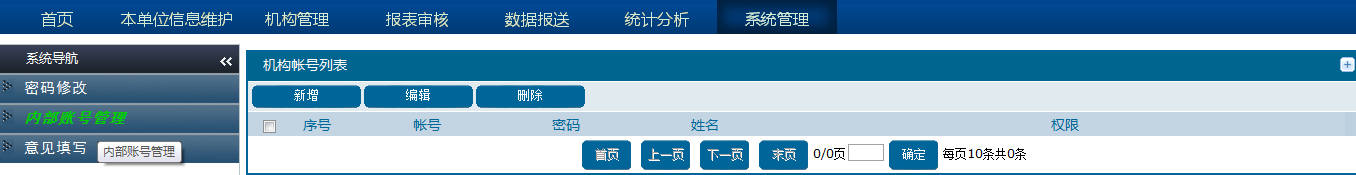 首页 本单位信息维护 机构管理 报表审核 数据报送 统计分析 系统管理
系统导航
密码修改
内部账号管理
意见填写
内部账号管理
机构帐号列表
新增 编辑 删除
序号 帐号 密码 姓名 权限
首页 上一页 下一页 末页 0/0页 确定 每页10条共0条